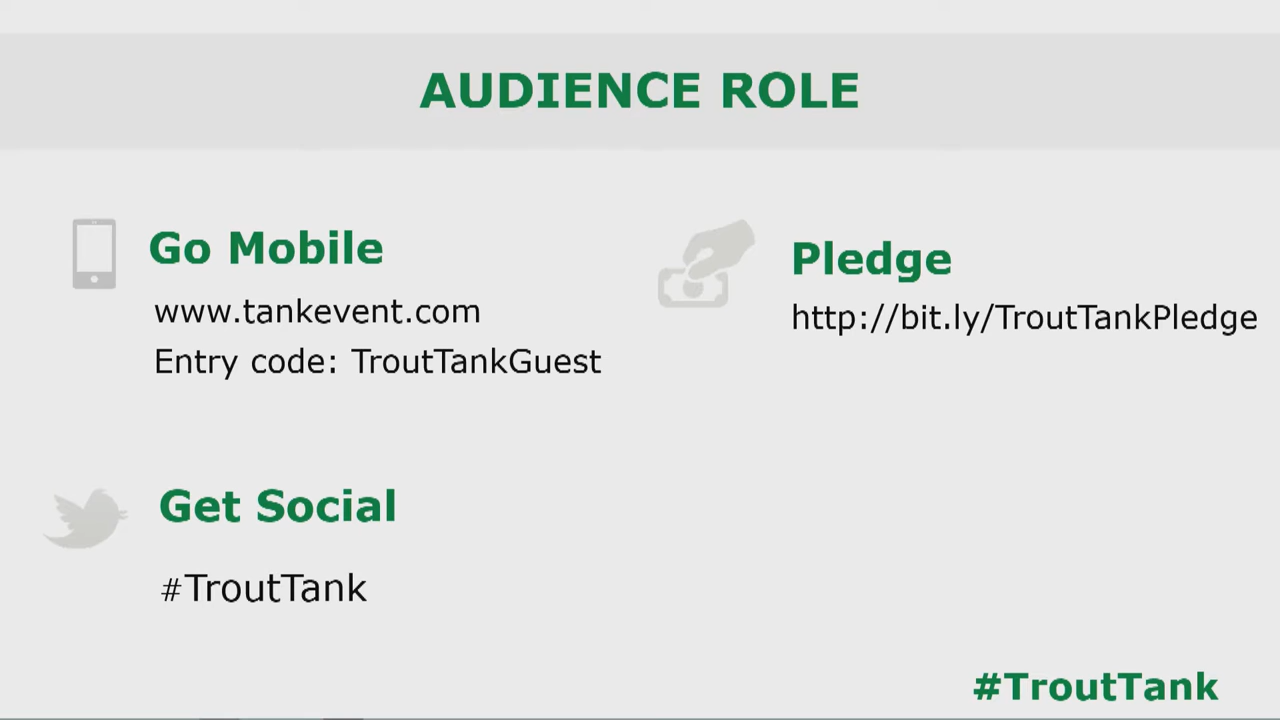 AUDIENCE ROLE
Go Mobile
www.tankevent.com
Entry code: TroutTankGuest
Pledge
http://bit.ly/TroutTankPledge
Get Social
#TroutTank
#TroutTank